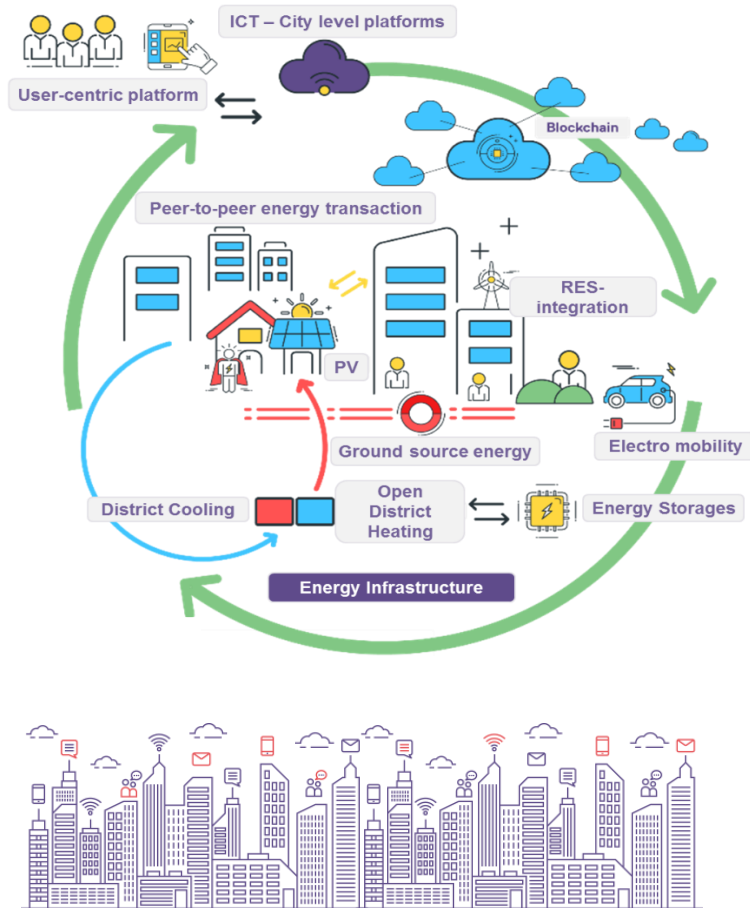 ICT – City level platforms
User-centric platform
Blockchain
Peer-to-peer energy transaction
RES-
integration
PV
Ground source energy
Electro mobility
District Cooling
Open
District
Heating
Energy Storages
Energy Infrastructure